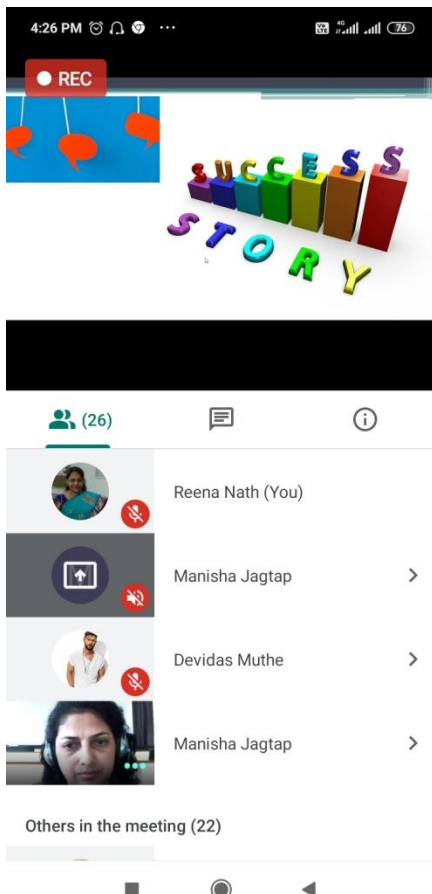 4:26 PM
4G
76
REC
SUCCESS
STORY
(26)
Reena Nath (You)
Manisha Jagtap
Devidas Muthe
Manisha Jagtap
Others in the meeting (22)